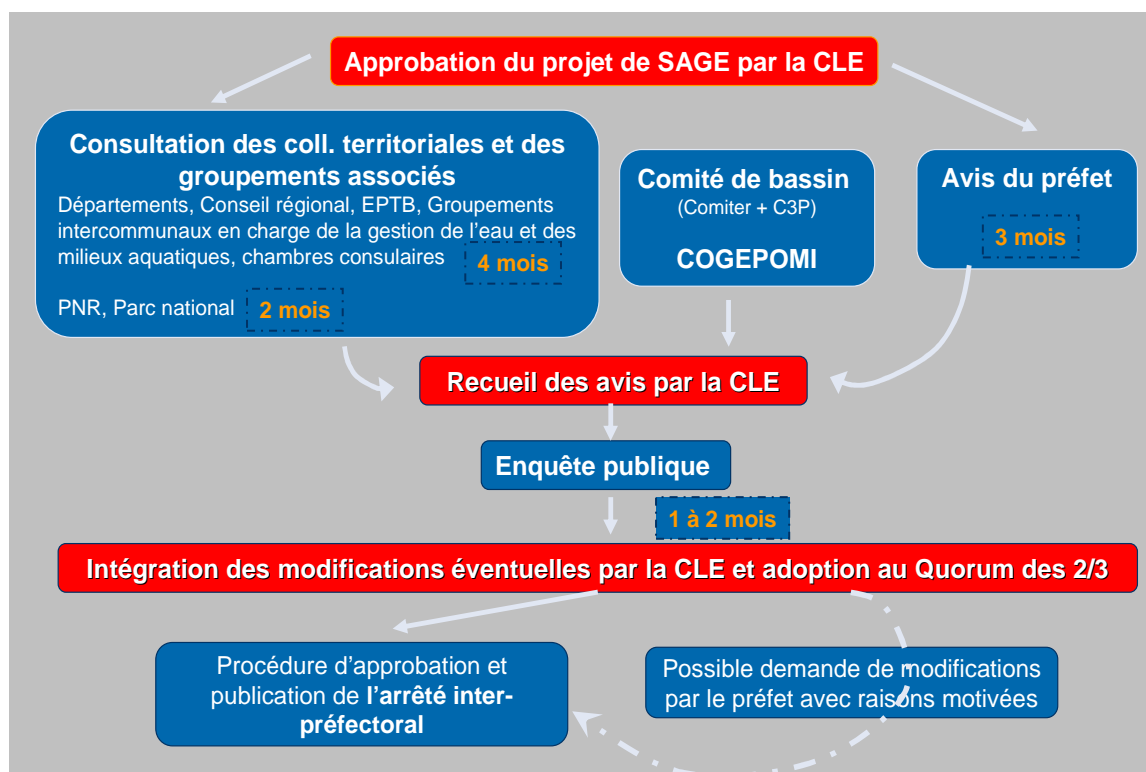 Approbation du projet de SAGE par la CLE
Consultation des coll. territoriales et des
groupements associés
Départements, Conseil régional, EPTB, Groupements
intercommunaux en charge de la gestion de l'eau et des
milieux aquatiques, chambres consulaires
4 mois
PNR, Parc national
2 mois
Comité de bassin
(Comiter + C3P)
COGEPOMI
Avis du préfet
3 mois
Recueil des avis par la CLE
Enquête publique
1 à 2 mois
Intégration des modifications éventuelles par la CLE et adoption au Quorum des 2/3
Procédure d'approbation et
publication de l'arrêté inter-
préfectoral
Possible demande de modifications
par le préfet avec raisons motivées